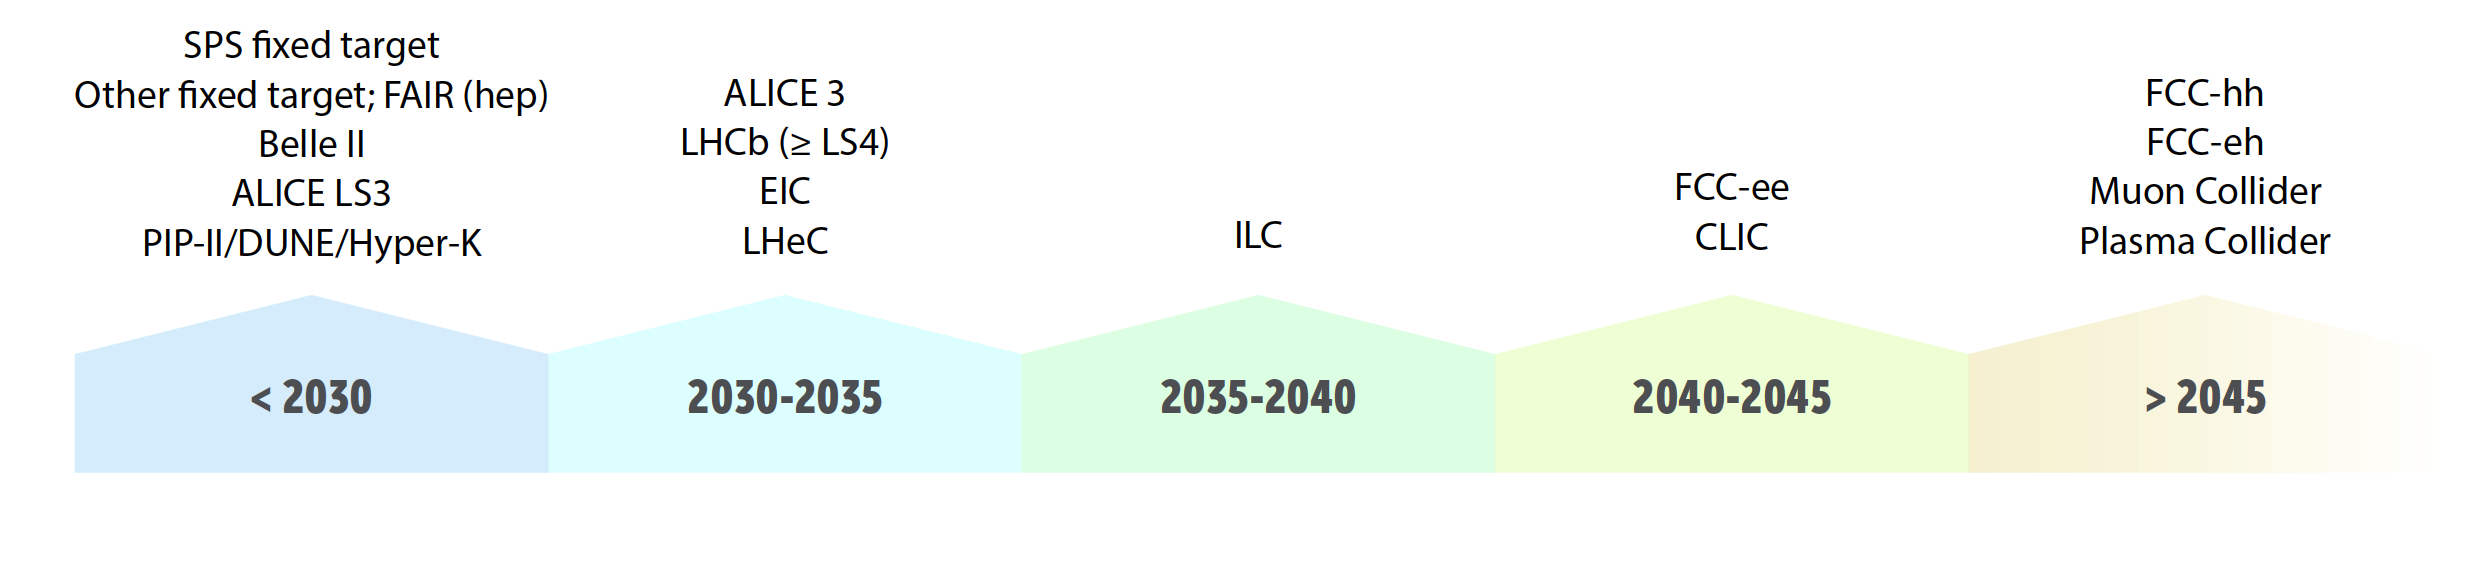 SPS fixed target
Other fixed target; FAIR (hep)
Belle II
ALICE LS3
PIP-II/DUNE/Hyper-K
< 2030
ALICE 3
LHCb (≥ LS4)
EIC
LHeC
2030-2035
ILC
2035-2040
FCC-ee
CLIC
2040-2045
FCC-hh
FCC-eh
Muon Collider
Plasma Collider
> 2045